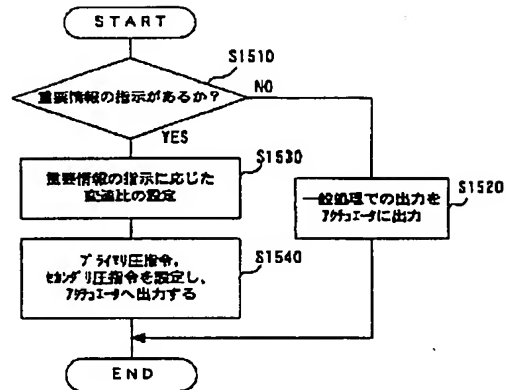 START
S1510
重要情報の指示があるか?
NO
YES
S1530
重要情報の指示に応じた
変速比の設定
S1520
一般処理での出力を
アクチュエータに出力
プライマリ圧指令,
セカンダリ圧指令を設定し、
アクチュエータへ出力する
S1540
END